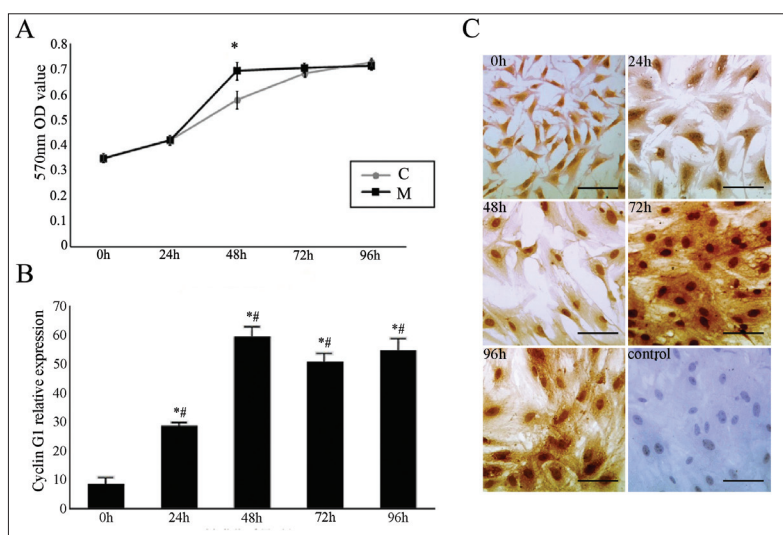 A
0.8
0.7
0.6
0.5
0.4
0.3
0.2
0.1
0
570nm OD value
*
C
M
0h
24h
48h
72h
96h
B
70
60
50
40
30
20
10
0
Cyclin G1 relative expression
*#
*#
*#
*#
0h
24h
48h
72h
96h
C
0h
24h
48h
72h
96h
control